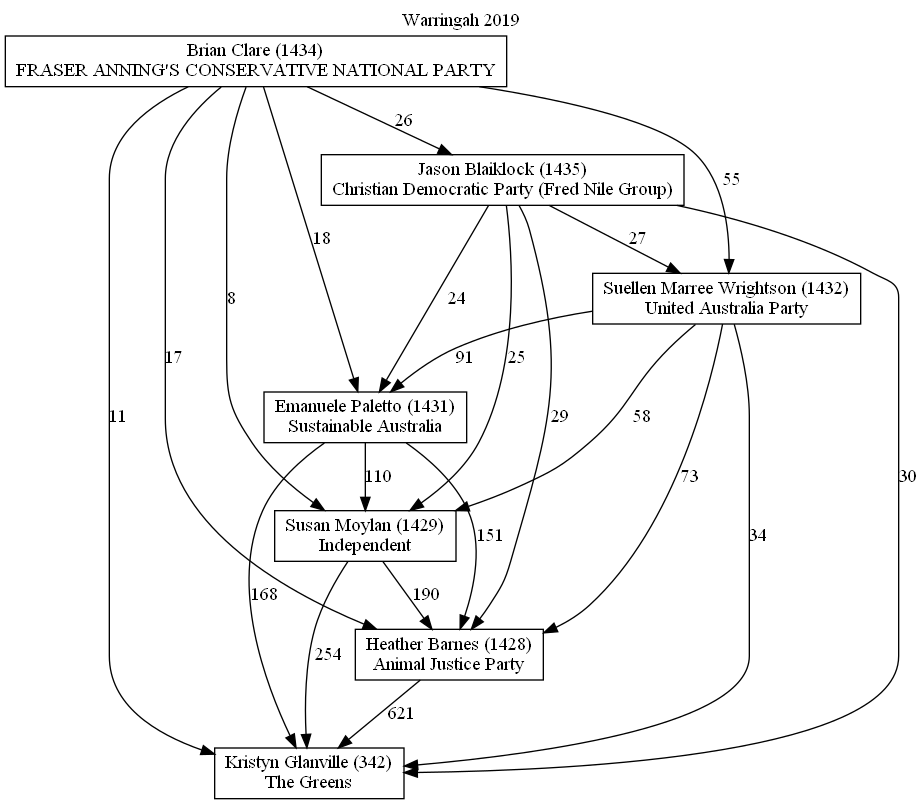 Warringah 2019
Brian Clare (1434)
FRASER ANNING'S CONSERVATIVE NATIONAL PARTY
26
Jason Blaiklock (1435)
Christian Democratic Party (Fred Nile Group)
55
18
27
Suellen Marree Wrightson (1432)
United Australia Party
8
24
17
91
25
11
Emanuele Paletto (1431)
Sustainable Australia
29
58
110
73
30
Susan Moylan (1429)
Independent
151
34
168
190
254
Heather Barnes (1428)
Animal Justice Party
621
Kristyn Glanville (342)
The Greens